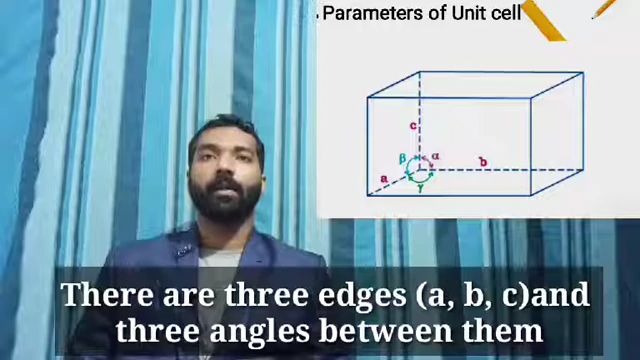 Parameters of Unit cell
c
β
α
a
b
γ
There are three edges (a, b, c)and
three angles between them